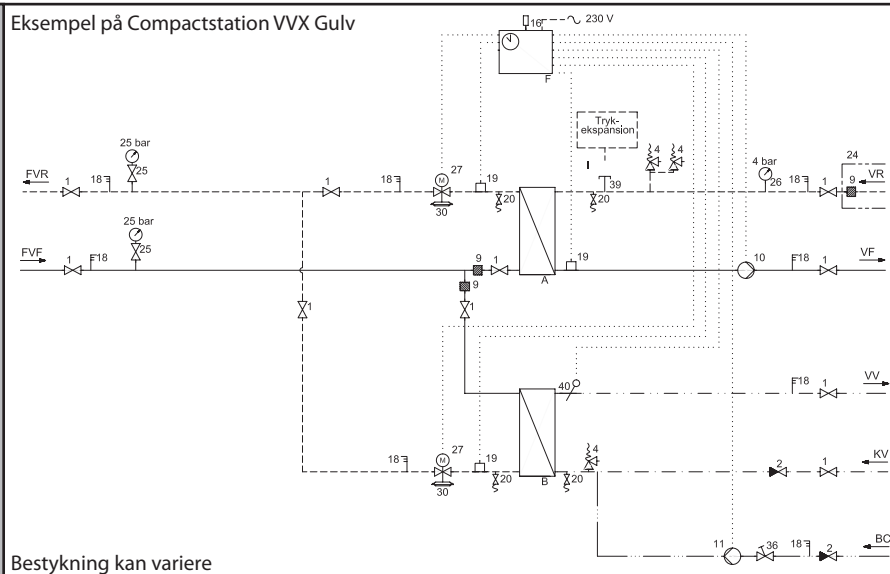 Eksempel på Compactstation VVX Gulv
16 230 V
F
Tryk-
ekspansion
25 bar
4 4
27
4 bar
24
1 18 25 1 18 19 I 39 26 18 1 9
FVR
VR
30 20 20
25 bar
25
FVF
1 18 9 1 19 10 18 1
VF
A
9
1 1
40 18 1
VV
27 4
18 19 2 1
KV
30 20 B 20
11 36 18 2
BC
Bestykning kan variere